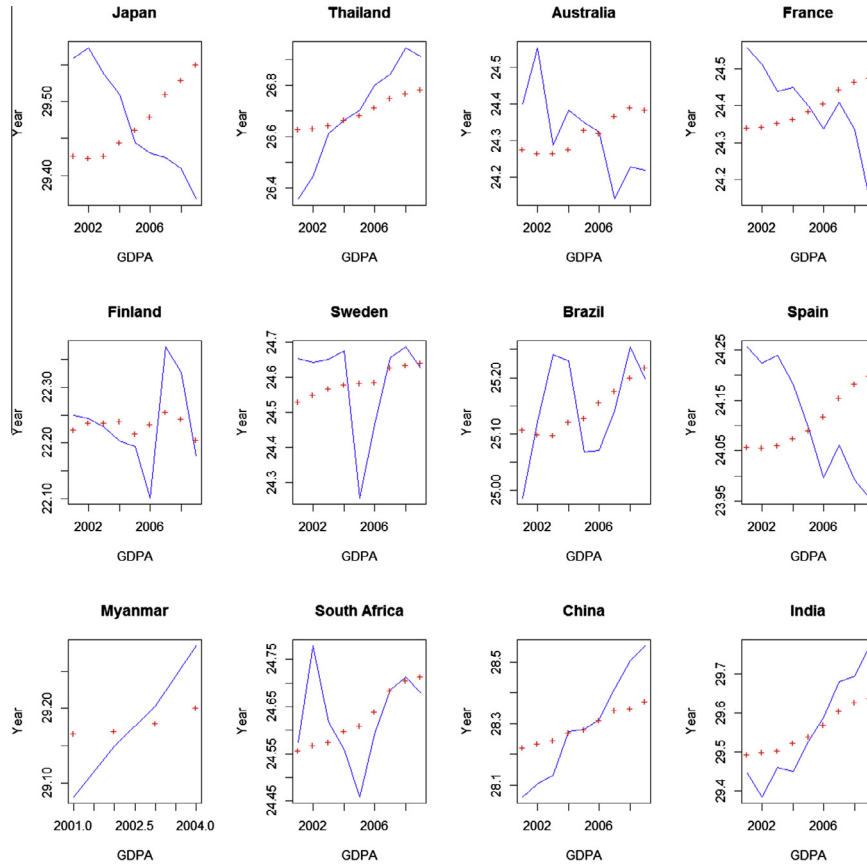 Japan
Thailand
Australia
France
Year
29.40
29.50
Year
26.4
26.6
26.8
Year
24.2
24.3
24.4
24.5
Year
24.2
24.3
24.4
24.5
2002
2006
2002
2006
2002
2006
2002
2006
GDPA
GDPA
GDPA
GDPA
Finland
Sweden
Brazil
Spain
Year
22.10
22.20
22.30
Year
24.3
24.4
24.5
24.6
24.7
Year
25.00
25.10
25.20
Year
23.95
24.05
24.15
24.25
2002
2006
2002
2006
2002
2006
2002
2006
GDPA
GDPA
GDPA
GDPA
Myanmar
South Africa
China
India
Year
29.10
29.20
Year
24.45
24.55
24.65
24.75
Year
28.1
28.3
28.5
Year
29.4
29.5
29.6
29.7
2001.0
2002.5
2004.0
2002
2006
2002
2006
2002
2006
GDPA
GDPA
GDPA
GDPA